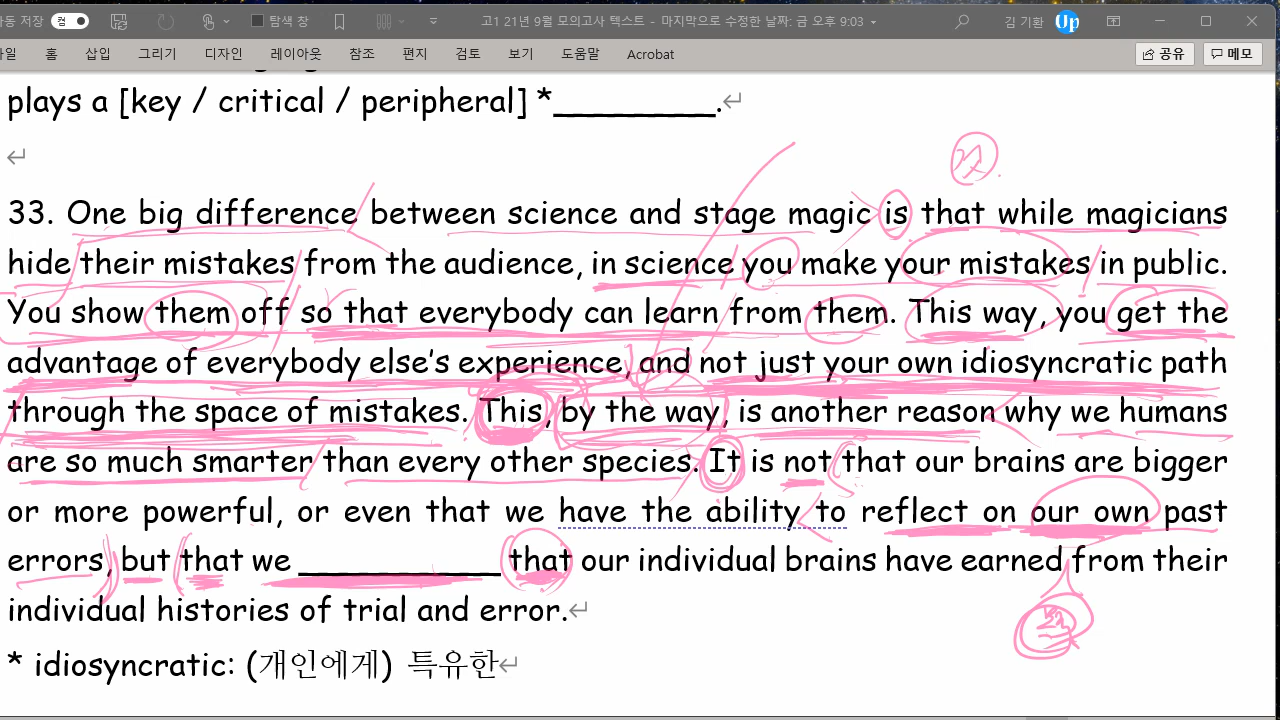 자동 저장 컴 탐색 창 고1 21년 9월 모의고사 텍스트 - 마지막으로 수정한 날짜: 금 오후 9:03 김 기환 Up
파일 홈 삽입 그리기 디자인 레이아웃 참조 편지 검토 보기 도움말 Acrobat 공유 메모
plays a [key / critical / peripheral] *________.
33. One big difference between science and stage magic is that while magicians
hide their mistakes from the audience, in science you make your mistakes in public.
You show them off so that everybody can learn from them. This way, you get the
advantage of everybody else's experience, and not just your own idiosyncratic path
through the space of mistakes. This, by the way, is another reason why we humans
are so much smarter than every other species. It is not that our brains are bigger
or more powerful, or even that we have the ability to reflect on our own past
errors, but that we __________ that our individual brains have earned from their
individual histories of trial and error.
* idiosyncratic: (개인에게) 특유한